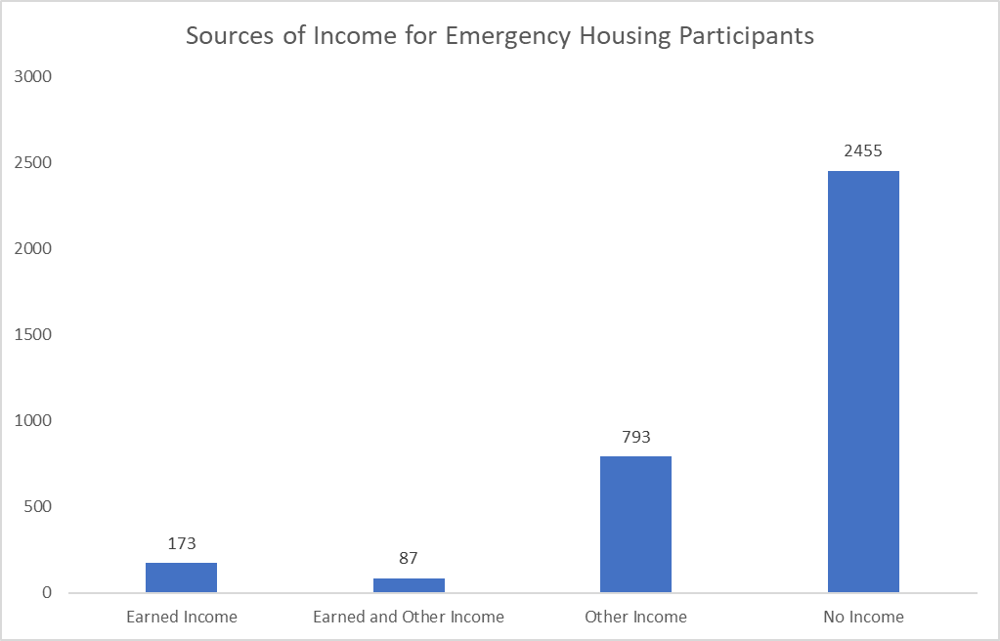 Sources of Income for Emergency Housing Participants
3000
2500
2000
1500
1000
500
0
173
87
793
2455
Earned Income
Earned and Other Income
Other Income
No Income